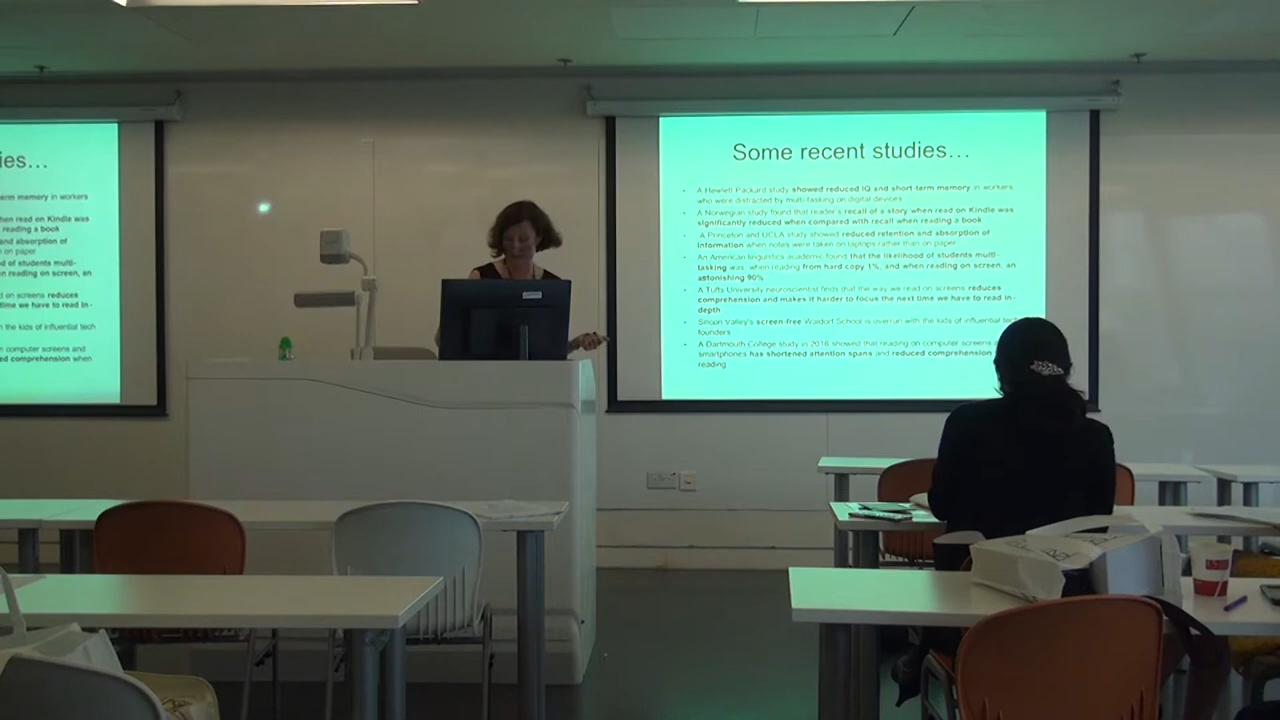 ies…
erm memory in workers
hen read on Kindle was
reading a book
and absorption of
on paper
d of students multi-
n reading on screen, an
on screens reduces
time we have to read in-
n the kids of influential tech
n computer screens and
ed comprehension when
Some recent studies…
A Hewlett Packard study showed reduced IQ and short-term memory in workers
who were distracted by multi-tasking on digital devices
A Norwegian study found that reader's recall of a story when read on Kindle was
significantly reduced when compared with recall when reading a book
A Princeton and UCLA study showed reduced retention and absorption of
information when notes were taken on laptops rather than on paper
An American linguistics academic found that the likelihood of students multi-
tasking was, when reading from hard copy 1%, and when reading on screen, an
astonishing 90%
A Tufts University neuroscientist finds that the way we read on screens reduces
comprehension and makes it harder to focus the next time we have to read in-
depth
Silicon Valley's screen-free Waldorf School is overrun with the kids of influential tech
founders
A Dartmouth College study in 2016 showed that reading on computer screens
smartphones has shortened attention spans and reduced comprehension
reading